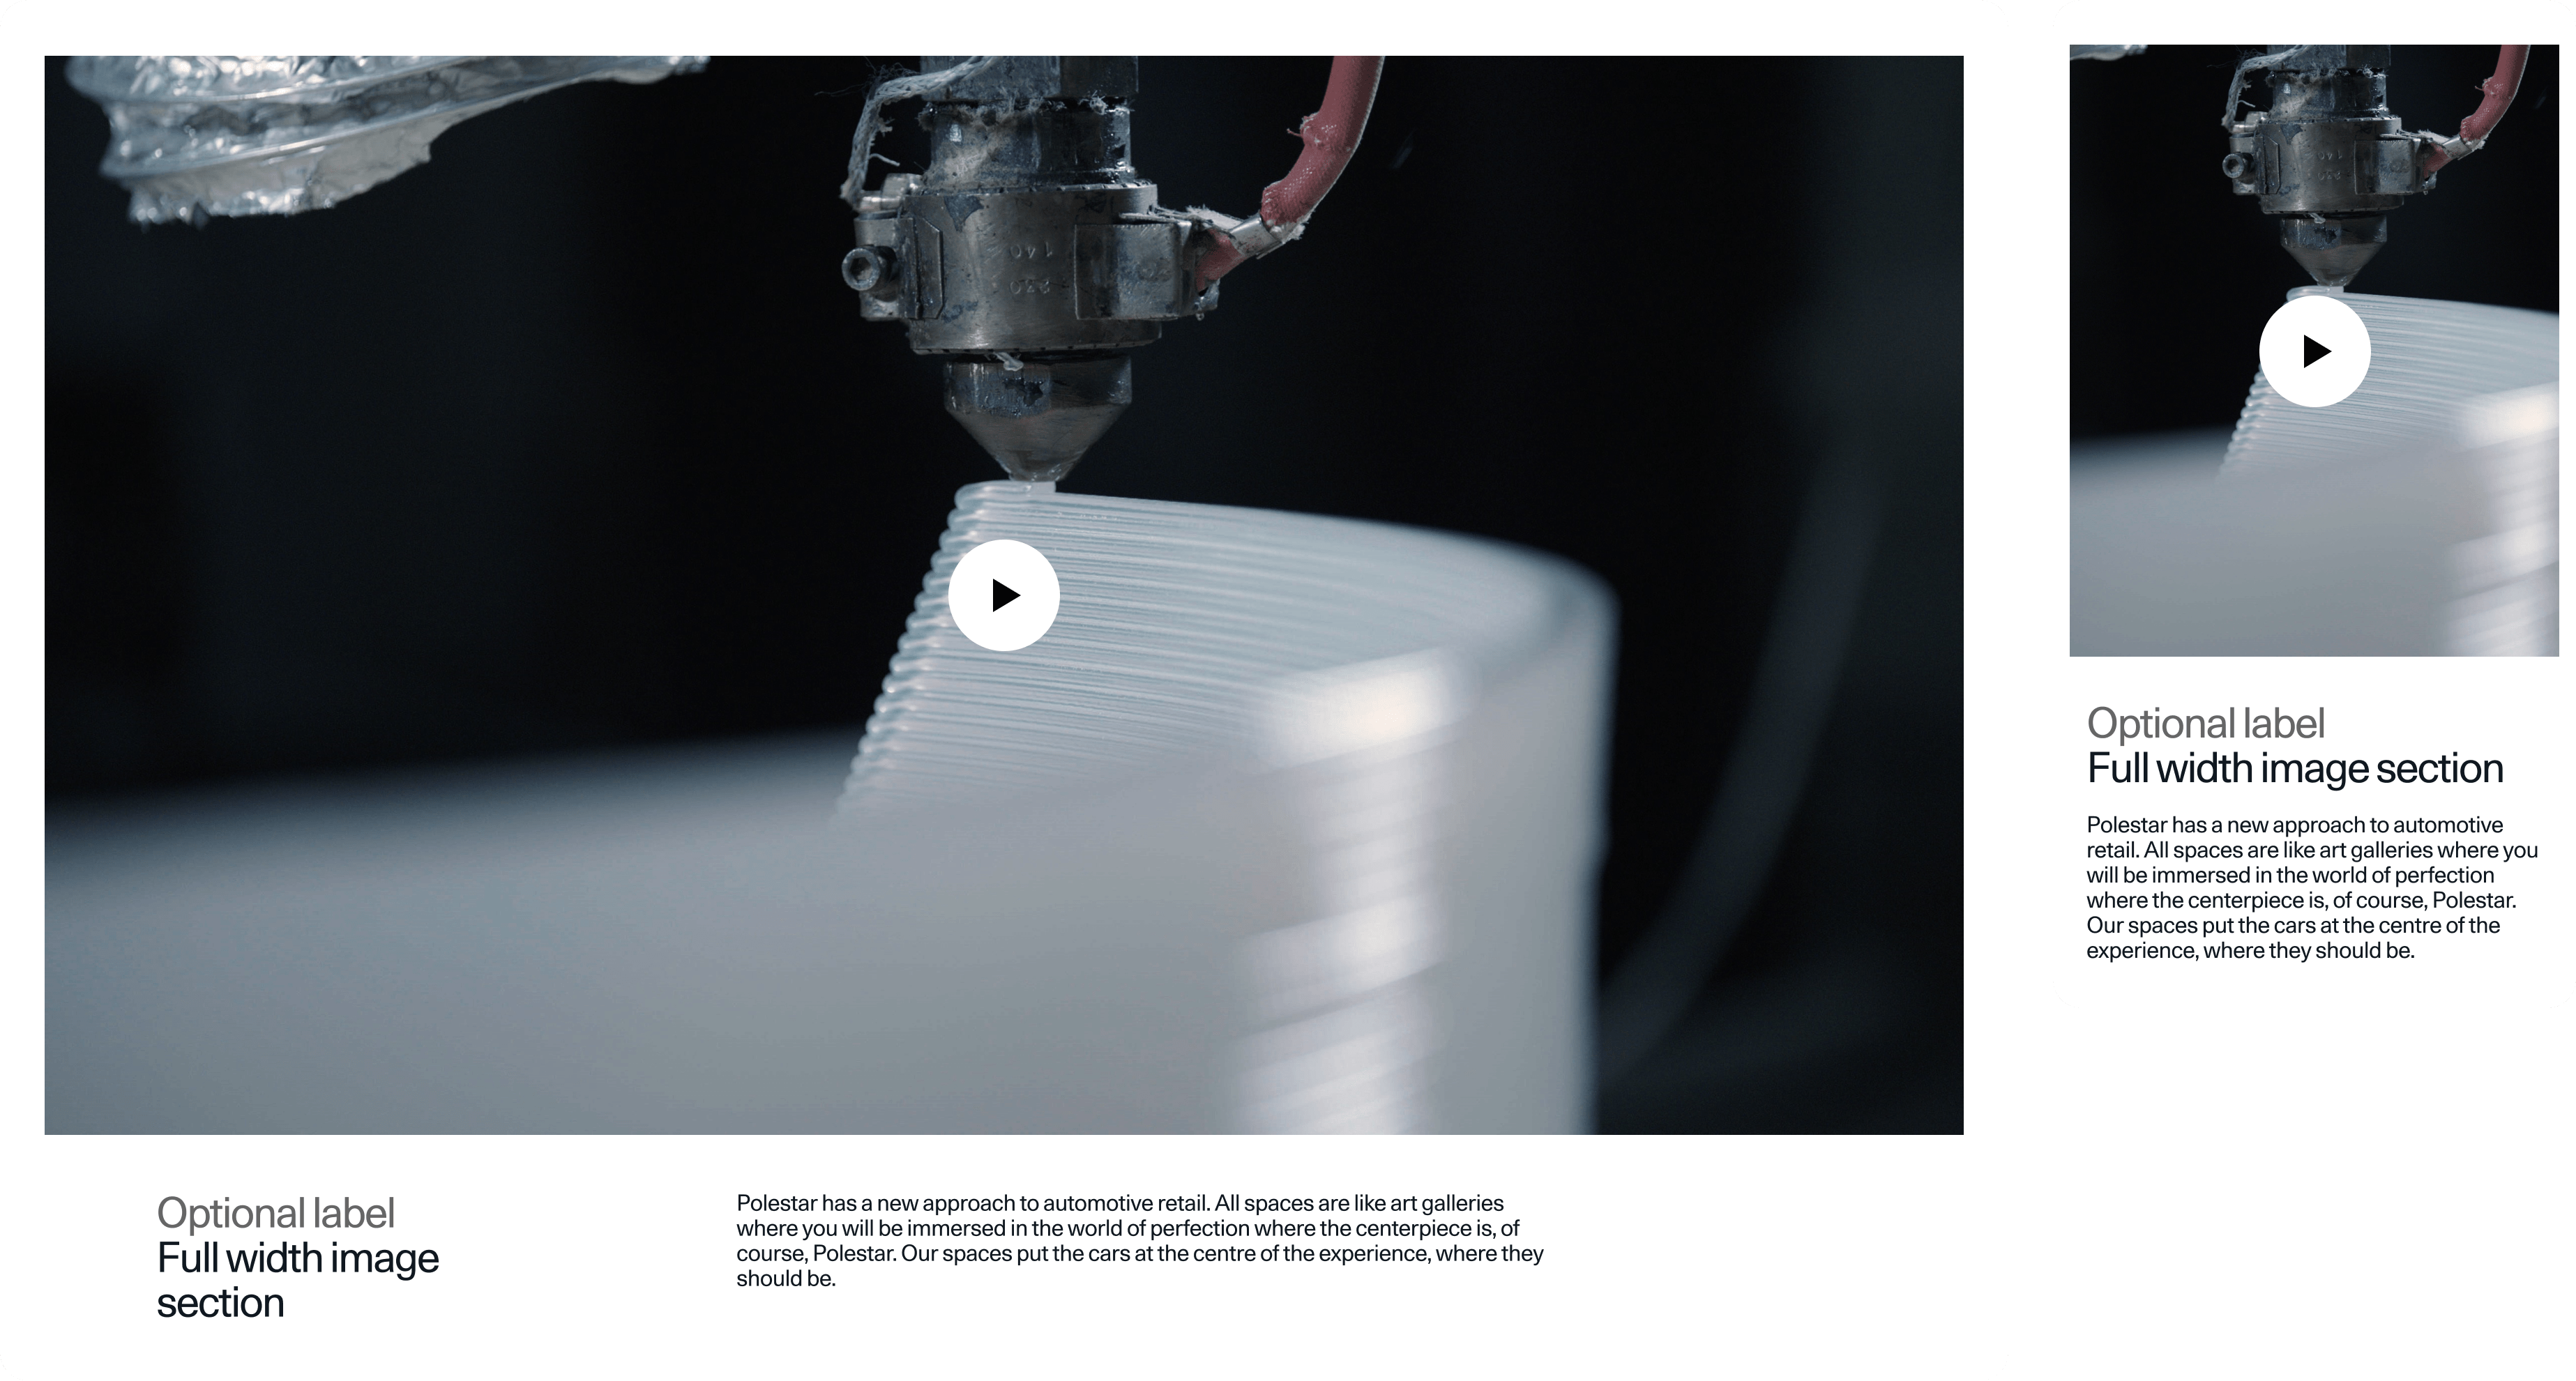 140
230
Optional label
Full width image
section
Polestar has a new approach to automotive retail. All spaces are like art galleries
where you will be immersed in the world of perfection where the centerpiece is, of
course, Polestar. Our spaces put the cars at the centre of the experience, where they
should be.
Optional label
Full width image section
Polestar has a new approach to automotive
retail. All spaces are like art galleries where you
will be immersed in the world of perfection
where the centerpiece is, of course, Polestar.
Our spaces put the cars at the centre of the
experience, where they should be.